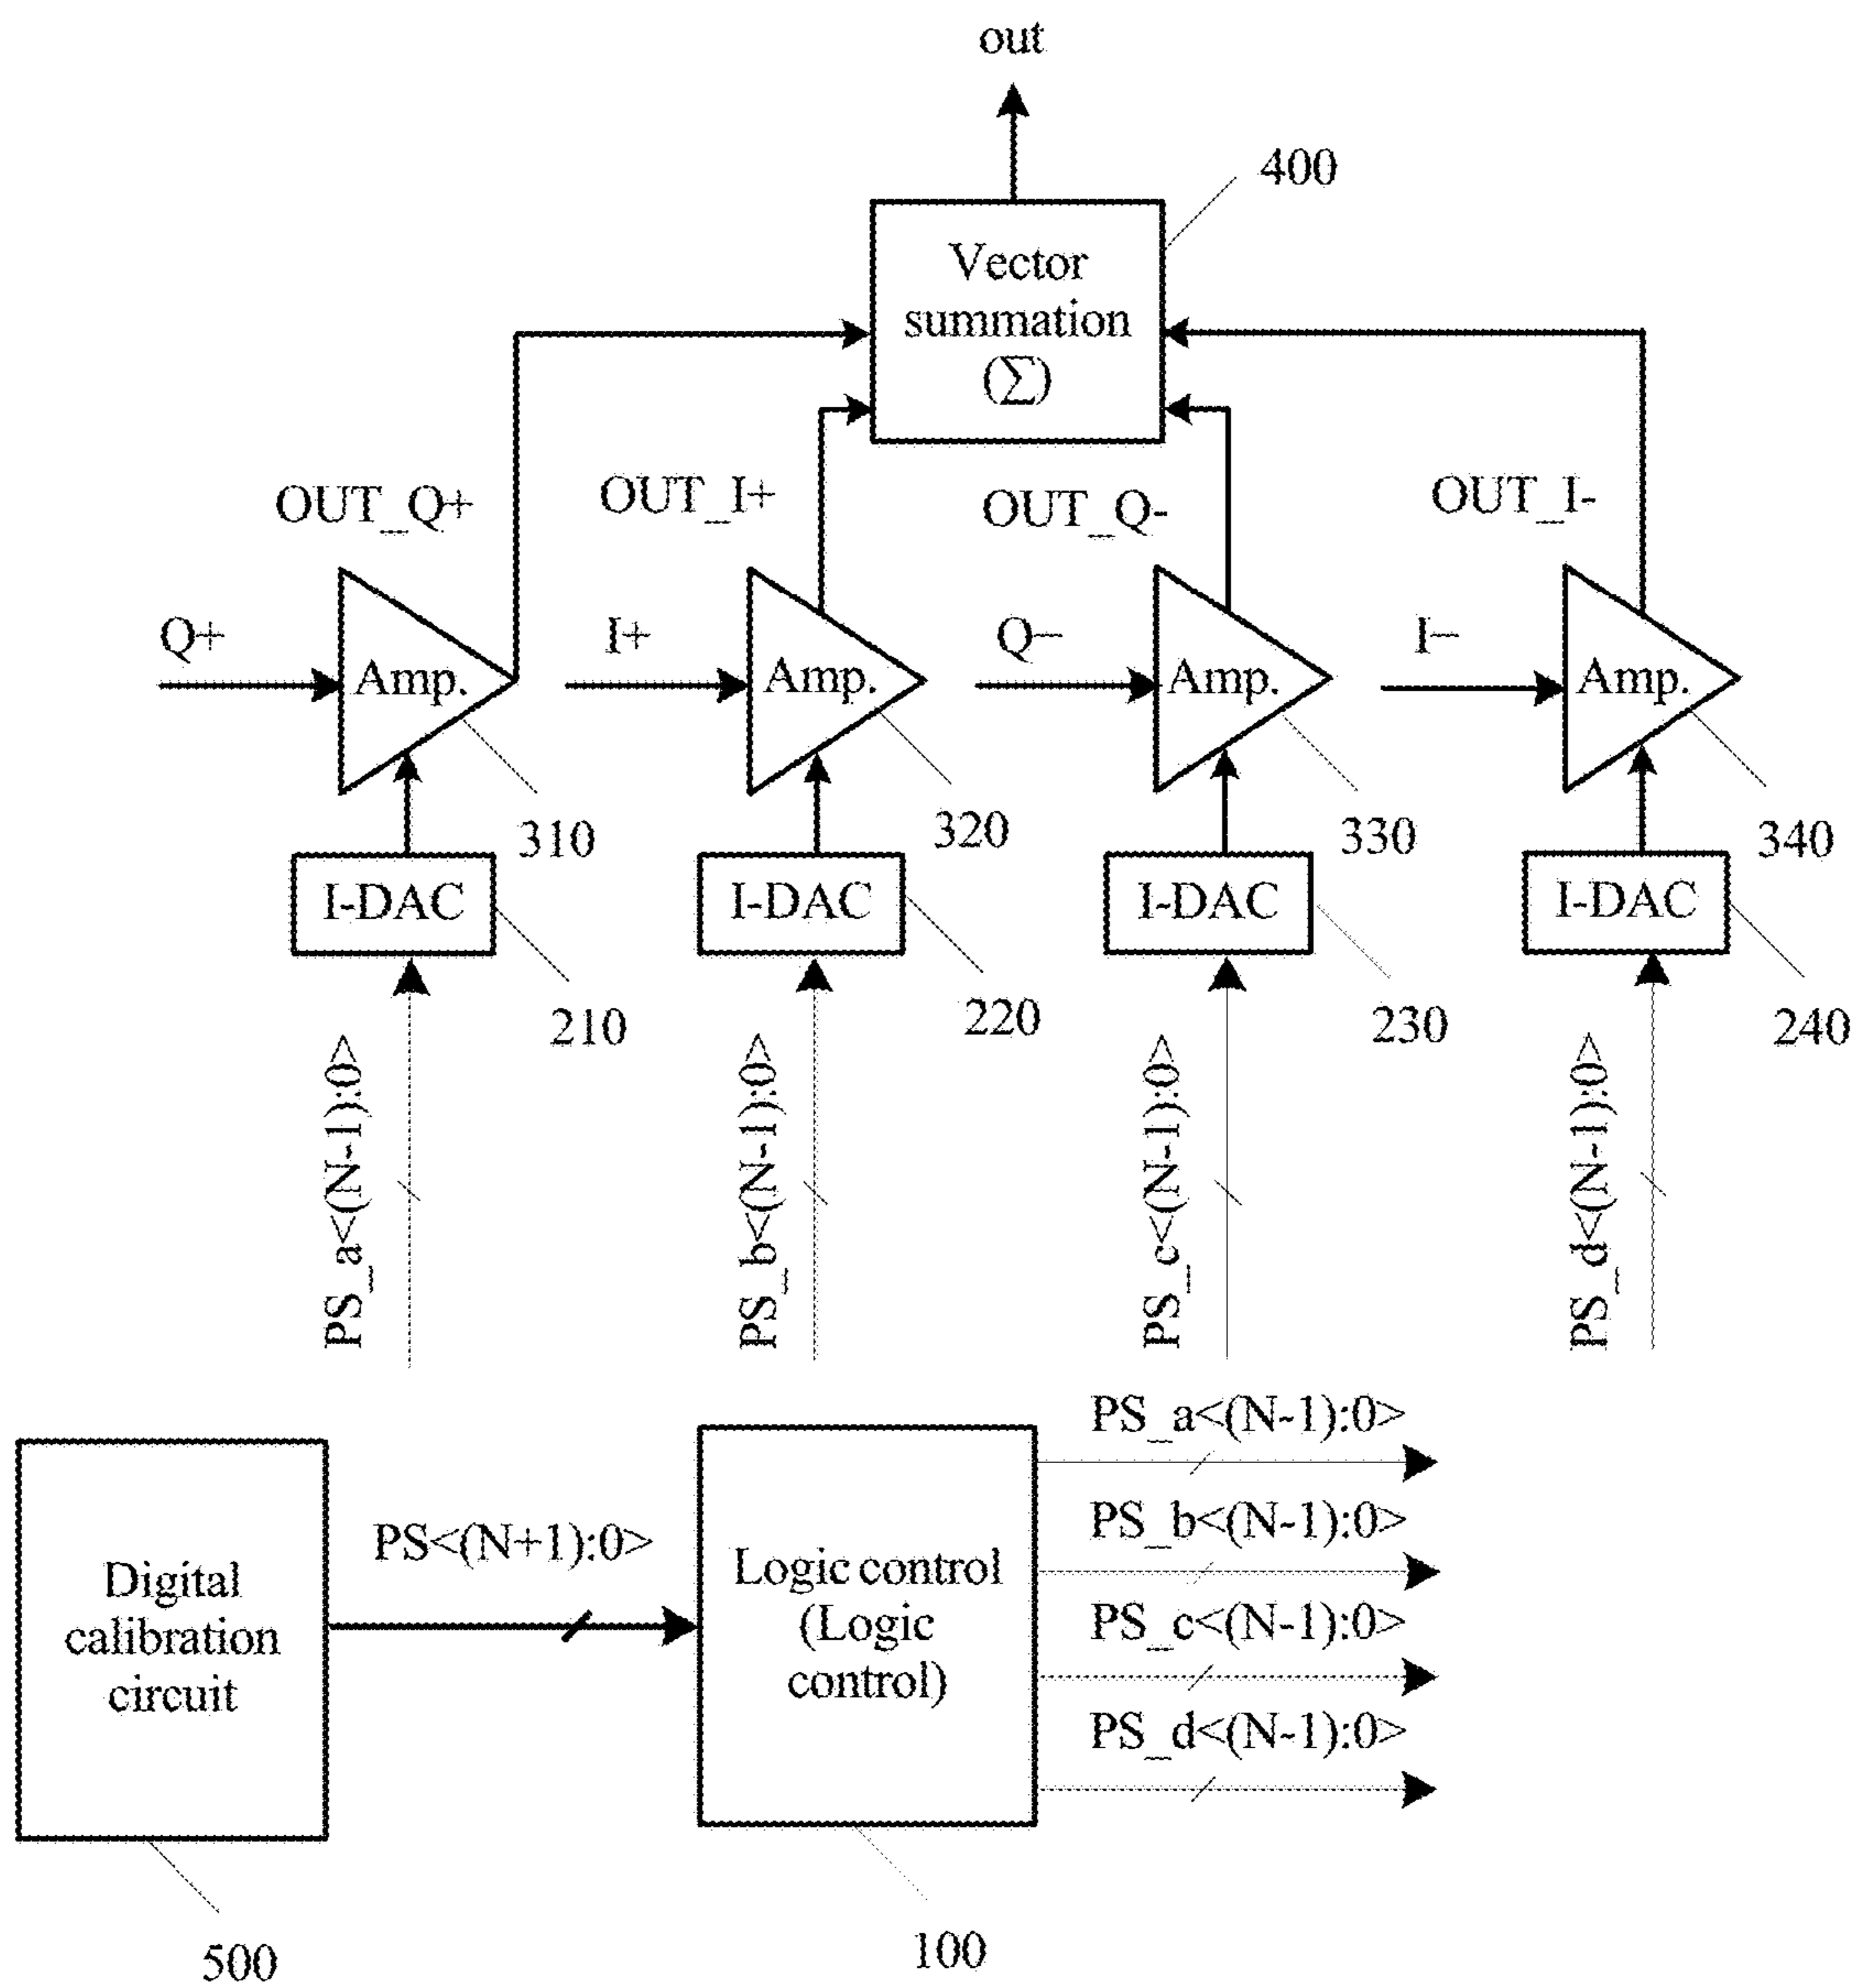 out
400
Vector
summation
(∑)
OUT_Q+
OUT_I+
OUT_Q-
OUT_I-
Q+
I+
Q−
I−
Amp.
Amp.
Amp.
Amp.
310
320
330
340
I-DAC
I-DAC
I-DAC
I-DAC
210
220
230
240
PS_a<(N-1):0>
PS_b<(N-1):0>
PS_c<(N-1):0>
PS_d<(N-1):0>
Digital
calibration
circuit
PS<(N+1):0>
Logic control
(Logic
control)
PS_a<(N-1):0>
PS_b<(N-1):0>
PS_c<(N-1):0>
PS_d<(N-1):0>
500
100